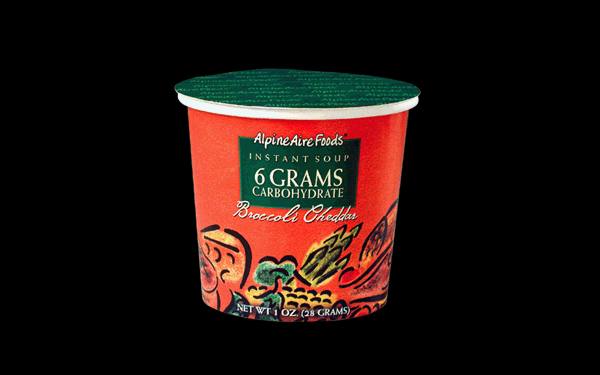 AlpineAire Foods®
INSTANT SOUP
6 GRAMS
CARBOHYDRATE
Broccoli Cheddar
NET WT 1 OZ. (28 GRAMS)